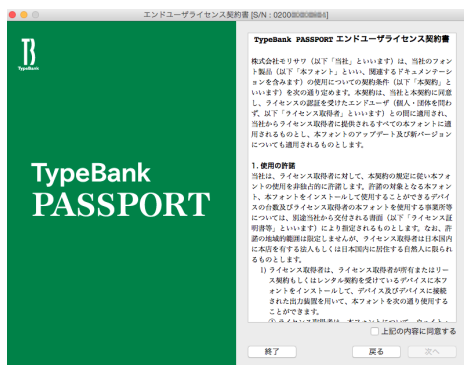 エンドユーザライセンス契約書 [S/N : 0200
TB
TypeBank
TypeBank
PASSPORT
TypeBank PASSPORT エンドユーザライセンス契約書
株式会社モリサワ（以下「当社」といいます）は、当社のフォン
ト製品（以下「本フォント」といい、関連するドキュメンテーシ
ョンを含みます）の使用についての契約条件（以下「本契約」と
いいます）を次の通り定めます。本契約は、当社と本契約に同意
し、ライセンスの認証を受けたエンドユーザ（個人・団体を問わ
ず、以下「ライセンス取得者」といいます）との間に適用され、
当社からライセンス取得者に提供されるすべての本フォントに適
用されるものとし、本フォントのアップデート及び新バージョン
についても適用されるものとします。
1. 使用の許諾
当社は、ライセンス取得者に対して、本契約の規定に従い本フォ
ントの使用を非独占的に許諾します。許諾の対象となる本フォン
ト、本フォントをインストールして使用することができるデバイ
スの台数及びライセンス取得者の本フォントを使用する事業所等
については、別途当社から交付される書面（以下「ライセンス証
明書等」といいます）により指定されるものとします。なお、許
諾の地域的範囲は限定しませんが、ライセンス取得者は日本国内
に本店を有する法人もしくは日本国内に居住する自然人に限られ
るものとします。
1) ライセンス取得者は、ライセンス取得者が所有またはリー
ス契約もしくはレンタル契約を受けているデバイスに本フ
ォントをインストールして、デバイス及びデバイスに接続
された出力装置を用いて、本フォントを次の通り使用する
ことができます。
上記の内容に同意する
終了
戻る
次へ